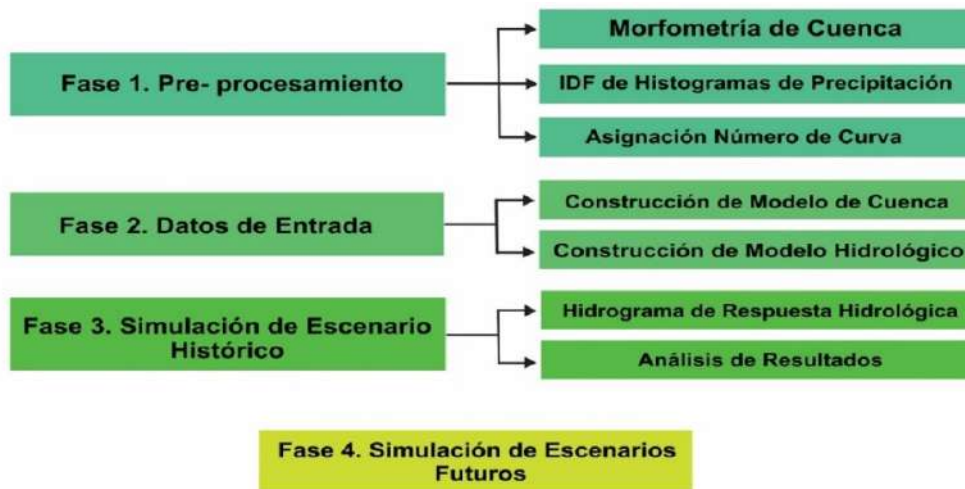 Fase 1. Pre- procesamiento
Morfometría de Cuenca
IDF de Histogramas de Precipitación
Asignación Número de Curva
Fase 2. Datos de Entrada
Construcción de Modelo de Cuenca
Construcción de Modelo Hidrológico
Fase 3. Simulación de Escenario
Histórico
Hidrograma de Respuesta Hidrológica
Análisis de Resultados
Fase 4. Simulación de Escenarios
Futuros